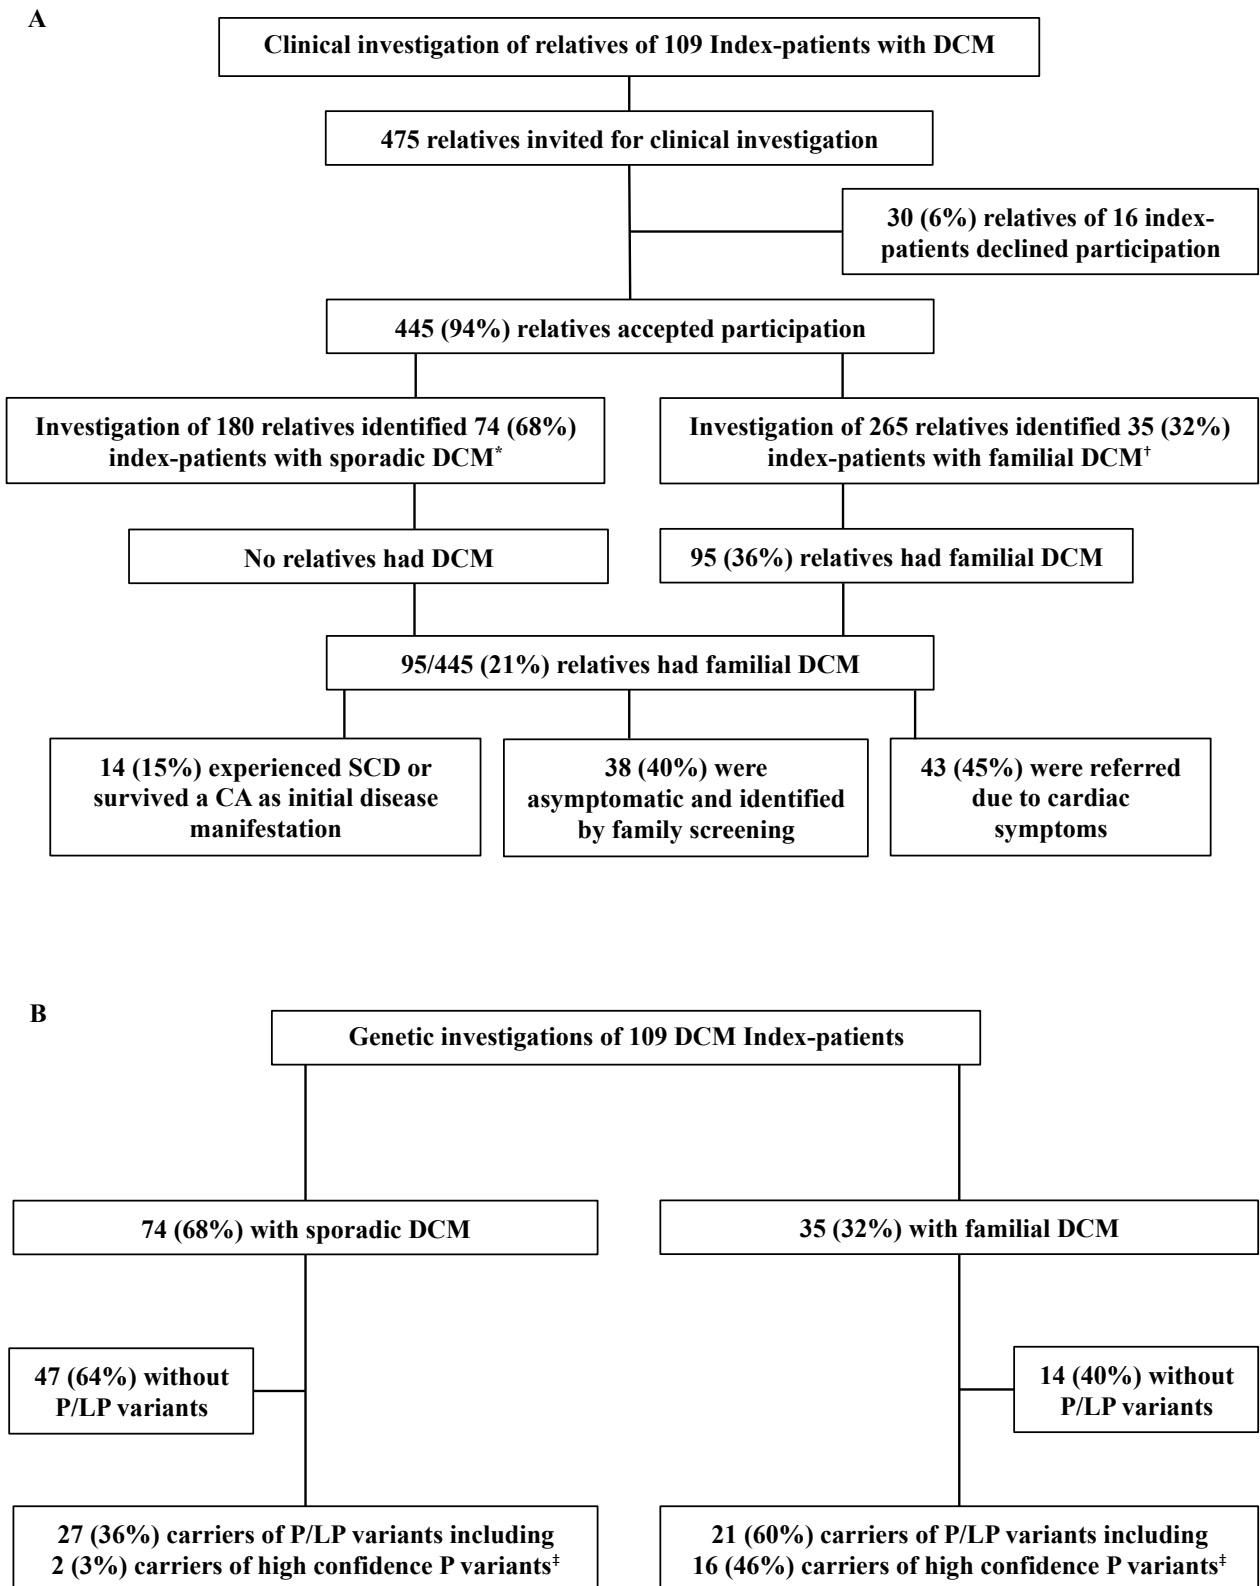 A
Clinical investigation of relatives of 109 Index-patients with DCM
475 relatives invited for clinical investigation
30 (6%) relatives of 16 index-
patients declined participation
445 (94%) relatives accepted participation
Investigation of 180 relatives identified 74 (68%)
index-patients with sporadic DCM*
Investigation of 265 relatives identified 35 (32%)
index-patients with familial DCM†
No relatives had DCM
95 (36%) relatives had familial DCM
95/445 (21%) relatives had familial DCM
14 (15%) experienced SCD or
survived a CA as initial disease
manifestation
38 (40%) were
asymptomatic and identified
by family screening
43 (45%) were referred
due to cardiac
symptoms
B
Genetic investigations of 109 DCM Index-patients
74 (68%) with sporadic DCM
35 (32%) with familial DCM
47 (64%) without
P/LP variants
14 (40%) without
P/LP variants
27 (36%) carriers of P/LP variants including
2 (3%) carriers of high confidence P variants‡
21 (60%) carriers of P/LP variants including
16 (46%) carriers of high confidence P variants‡